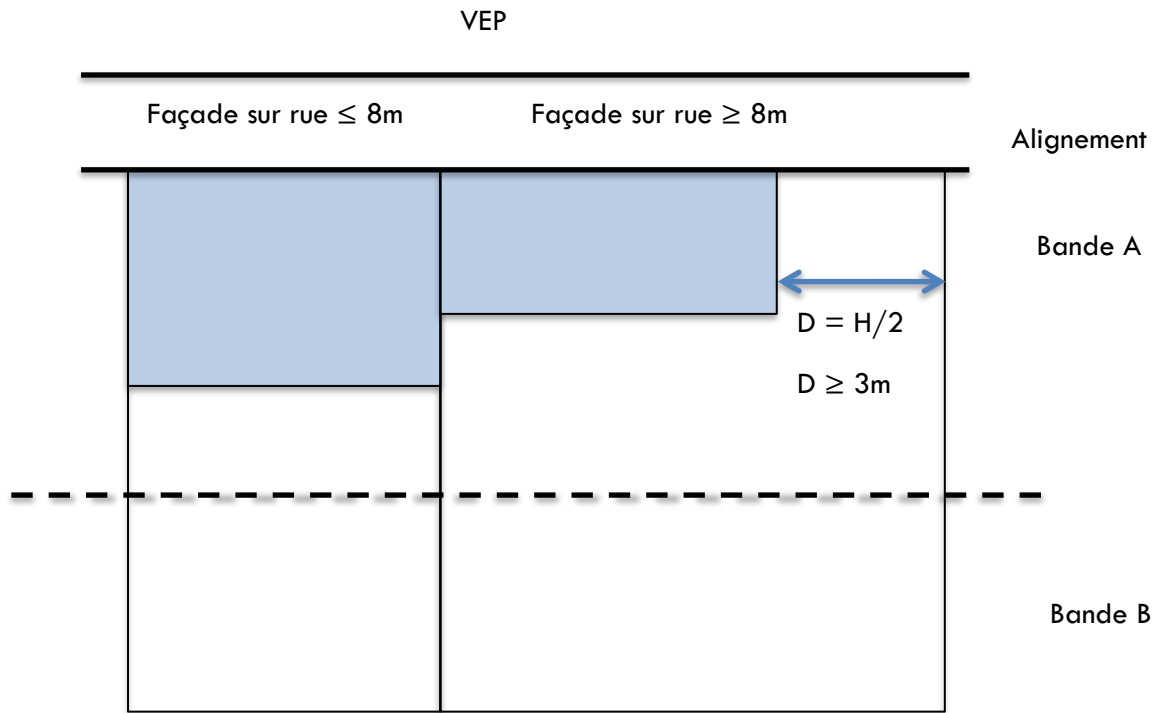 VEP
Façade sur rue ≤ 8m
Façade sur rue ≥ 8m
Alignement
Bande A
D = H/2
D ≥ 3m
Bande B